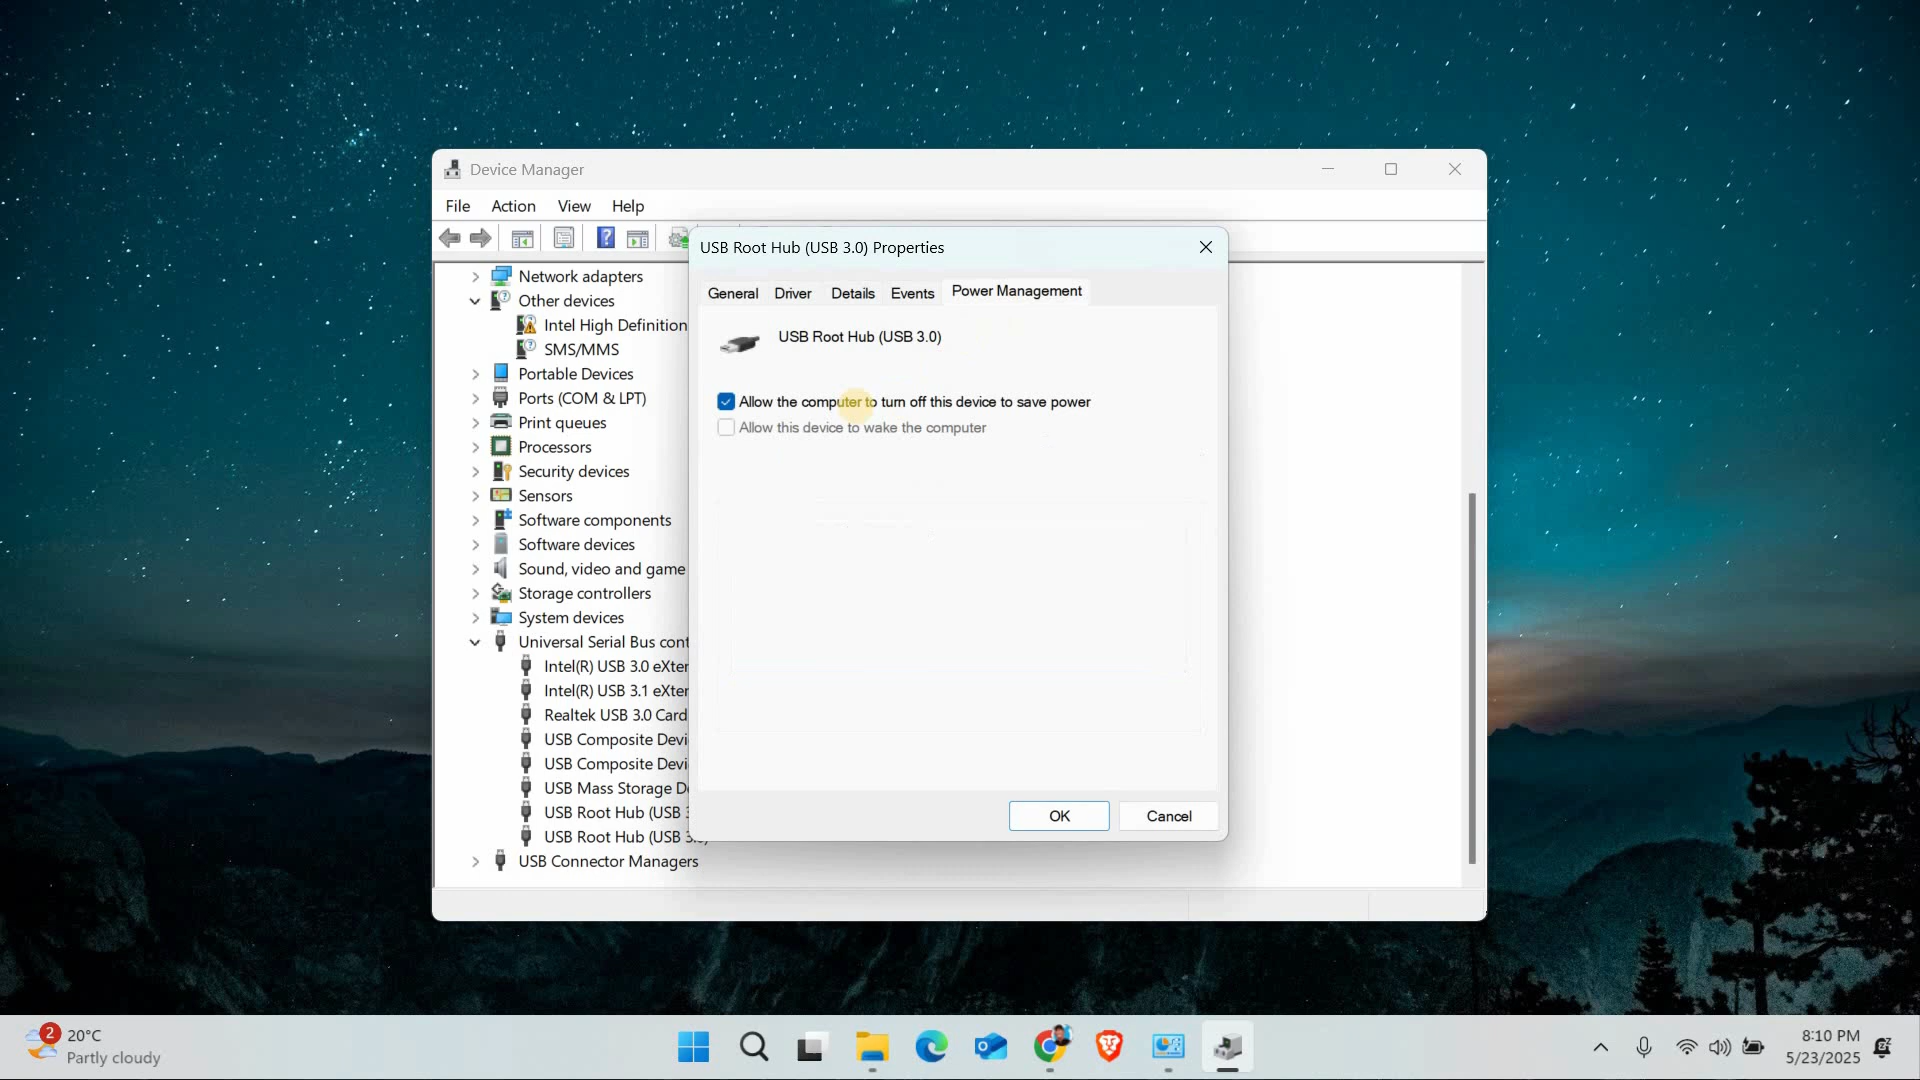 Device Manager
File Action View Help
USB Root Hub (USB 3.0) Properties
General Driver Details Events Power Management
USB Root Hub (USB 3.0)
Allow the computer to turn off this device to save power
Allow this device to wake the computer
OK Cancel
Network adapters
Other devices
Intel High Definition
SMS/MMS
Portable Devices
Ports (COM & LPT)
Print queues
Processors
Security devices
Sensors
Software components
Software devices
Sound, video and game
Storage controllers
System devices
Universal Serial Bus cont
Intel(R) USB 3.0 eXter
Intel(R) USB 3.1 eXter
Realtek USB 3.0 Card
USB Composite Devi
USB Composite Devi
USB Mass Storage D
USB Root Hub (USB 3
USB Root Hub (USB 3.0)
USB Connector Managers
2
20°C
Partly cloudy
8:10 PM
5/23/2025